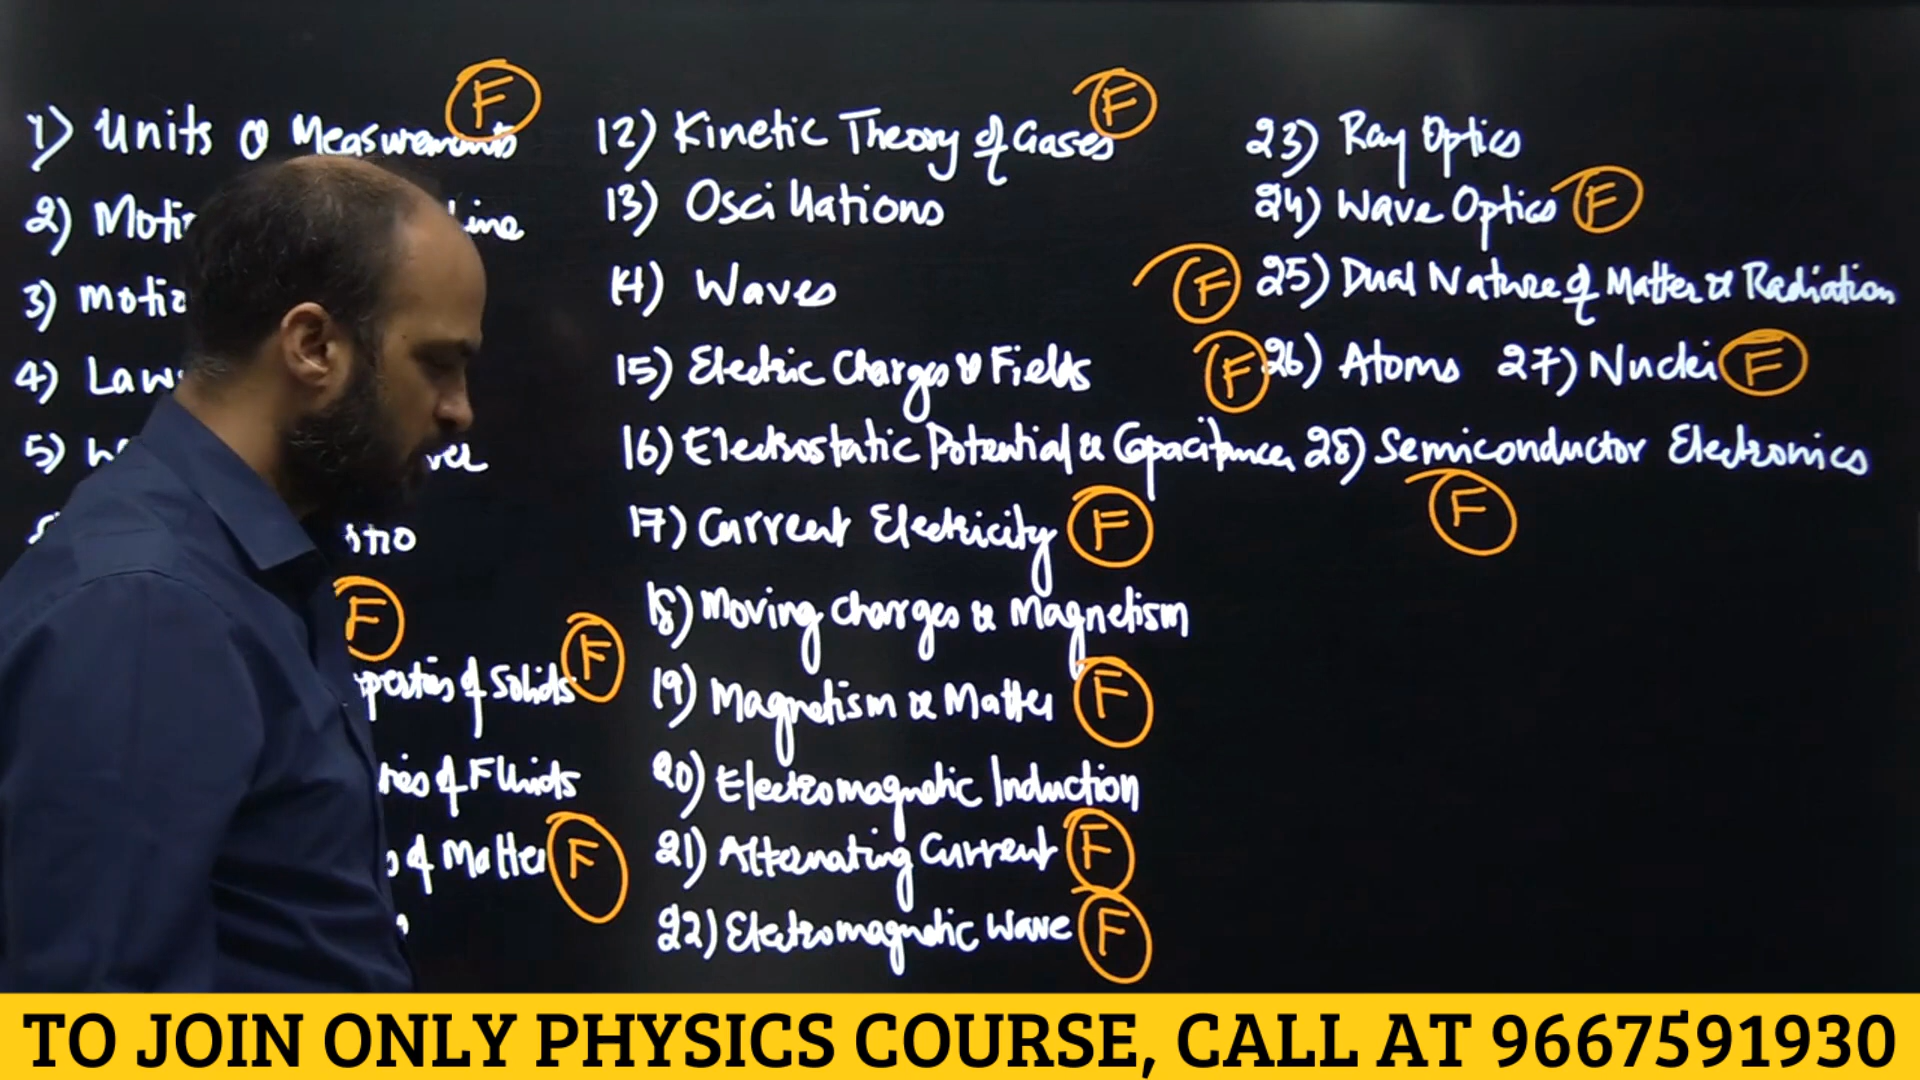 1) Units & Measurements F
2) Moti line
3) motio
4) Law
5) ver
F
perties of Solids F
ties of Fluids
of Matter F
12) Kinetic Theory of Gases F
13) Oscillations
14) Waves
15) Electric Charges & Fields
16) Electrostatic Potential & Capacitance
17) Current Electricity F
18) Moving Charges & Magnetism
19) Magnetism & Matter F
20) Electromagnetic Induction
21) Alternating Current F
22) Electromagnetic Wave F
23) Ray Optics
24) Wave Optics F
F 25) Dual Nature of Matter & Radiation
F 26) Atoms 27) Nuclei F
28) Semiconductor Electronics
F
TO JOIN ONLY PHYSICS COURSE, CALL AT 9667591930